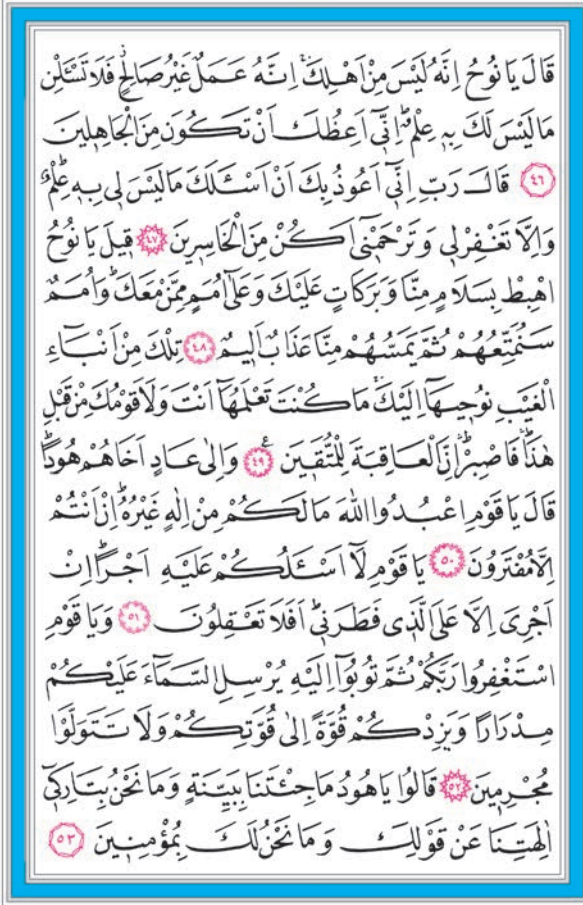 قَالَ يَا نُوحُ اِنَّهُ لَيْسَ مِنْ اَهْلِكَۚ اِنَّهُ عَمَلٌ غَيْرُ صَالِحٍۗ فَلَا تَسْـَٔلْنِ
مَا لَيْسَ لَكَ بِهٖ عِلْمٌۜ اِنّٖٓي اَعِظُكَ اَنْ تَكُونَ مِنَ الْجَاهِلٖينَ
﴿٤٦﴾ قَالَ رَبِّ اِنّٖٓي اَعُوذُ بِكَ اَنْ اَسْـَٔلَكَ مَا لَيْسَ لٖي بِهٖ عِلْمٌۜ
وَاِلَّا تَغْفِرْ لٖي وَتَرْحَمْنٖٓي اَكُنْ مِنَ الْخَاسِرٖينَ ﴿٤٧﴾ قٖيلَ يَا نُوحُ
اهْبِطْ بِسَلَامٍ مِنَّا وَبَرَكَاتٍ عَلَيْكَ وَعَلٰٓى اُمَمٍ مِمَّنْ مَعَكَۜ وَاُمَمٌ
سَنُمَتِّعُهُمْ ثُمَّ يَمَسُّهُمْ مِنَّا عَذَابٌ اَلٖيمٌ ﴿٤٨﴾ تِلْكَ مِنْ اَنْبَٓاءِ
الْغَيْبِ نُوحٖيهَٓا اِلَيْكَۚ مَا كُنْتَ تَعْلَمُهَٓا اَنْتَ وَلَا قَوْمُكَ مِنْ قَبْلِ
هٰذَاۜ فَاصْبِرْۜ اِنَّ الْعَاقِبَةَ لِلْمُتَّقٖينَ ﴿٤٩﴾ع وَاِلٰى عَادٍ اَخَاهُمْ هُودًاۜ
قَالَ يَا قَوْمِ اعْبُدُوا اللّٰهَ مَا لَكُمْ مِنْ اِلٰهٍ غَيْرُهُۜ اِنْ اَنْتُمْ
اِلَّا مُفْتَرُونَ ﴿٥٠﴾ يَا قَوْمِ لَٓا اَسْـَٔلُكُمْ عَلَيْهِ اَجْرًاۜ اِنْ
اَجْرِيَ اِلَّا عَلَى الَّذٖي فَطَرَنٖيۜ اَفَلَا تَعْقِلُونَ ﴿٥١﴾ وَيَا قَوْمِ
اسْتَغْفِرُوا رَبَّكُمْ ثُمَّ تُوبُٓوا اِلَيْهِ يُرْسِلِ السَّمَٓاءَ عَلَيْكُمْ
مِدْرَارًا وَيَزِدْكُمْ قُوَّةً اِلٰى قُوَّتِكُمْ وَلَا تَتَوَلَّوْا
مُجْرِمٖينَ ﴿٥٢﴾ قَالُوا يَا هُودُ مَا جِئْتَنَا بِبَيِّنَةٍ وَمَا نَحْنُ بِتَارِكٖٓي
اٰلِهَتِنَا عَنْ قَوْلِكَ وَمَا نَحْنُ لَكَ بِمُؤْمِنٖينَ ﴿٥٣﴾